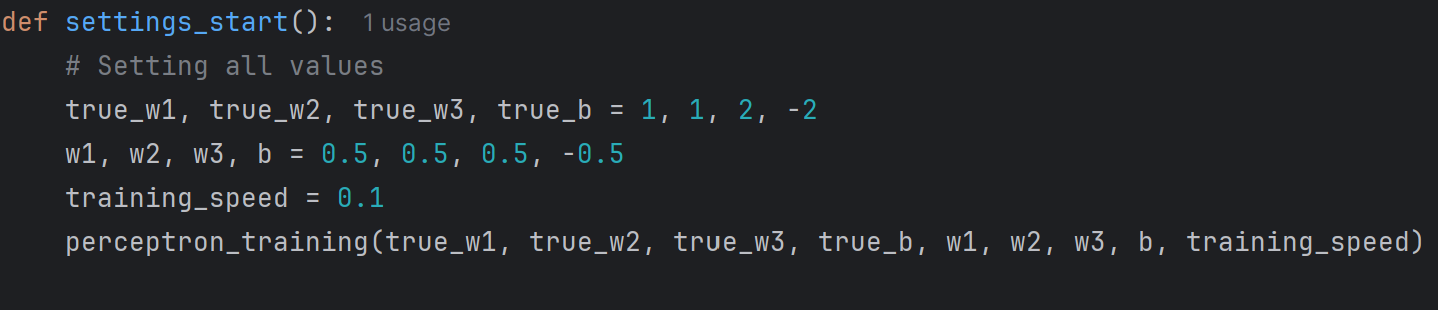 def settings_start():  1 usage
    # Setting all values
    true_w1, true_w2, true_w3, true_b = 1, 1, 2, -2
    w1, w2, w3, b = 0.5, 0.5, 0.5, -0.5
    training_speed = 0.1
    perceptron_training(true_w1, true_w2, true_w3, true_b, w1, w2, w3, b, training_speed)